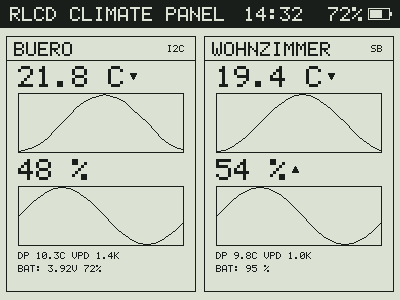 RLCD CLIMATE PANEL 14:32 72%
BUERO I2C
21.8 C▾
48 %
DP 10.3C VPD 1.4K
BAT: 3.92V 72%
WOHNZIMMER SB
19.4 C▾
54 %▴
DP 9.8C VPD 1.0K
BAT: 95 %